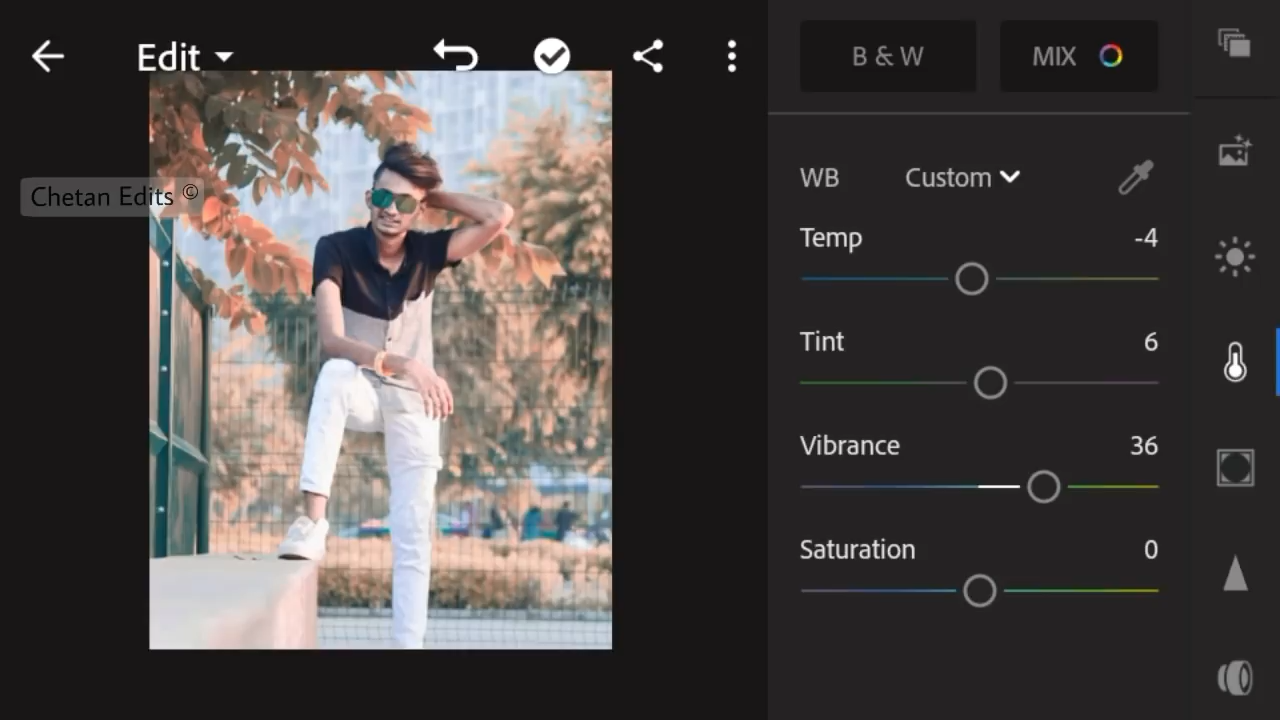 Edit
B & W
MIX
Chetan Edits ©
WB
Custom
Temp
-4
Tint
6
Vibrance
36
Saturation
0